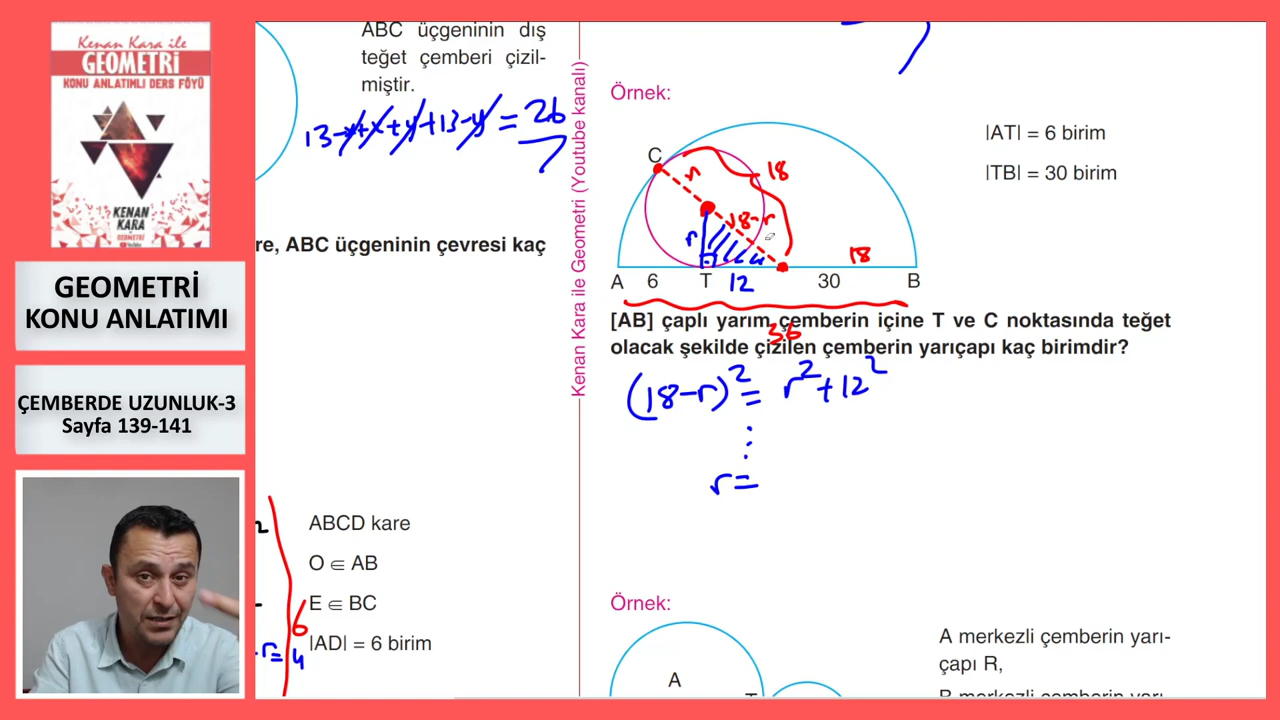 Kenan Kara ile
GEOMETRİ
KONU ANLATIMLI DERS FÖYÜ
KENAN
KARA
GEOMETRİ KONU ANLATIMI
ÇEMBERDE UZUNLUK-3
Sayfa 139-141
ABC üçgeninin dış
teğet çemberi çizil-
miştir.
13-y+x+y+13-y = 26
re, ABC üçgeninin çevresi kaç
ABCD kare
O ∈ AB
E ∈ BC
|AD| = 6 birim
6
r=4
Kenan Kara ile Geometri (Youtube kanalı)
Örnek:
|AT| = 6 birim
|TB| = 30 birim
C
r
18
18-r
r
18
A 6 T 12 30 B
36
[AB] çaplı yarım çemberin içine T ve C noktasında teğet
olacak şekilde çizilen çemberin yarıçapı kaç birimdir?
(18-r)² = r² + 12²
⋮
r=
Örnek:
A
A merkezli çemberin yarı-
çapı R,